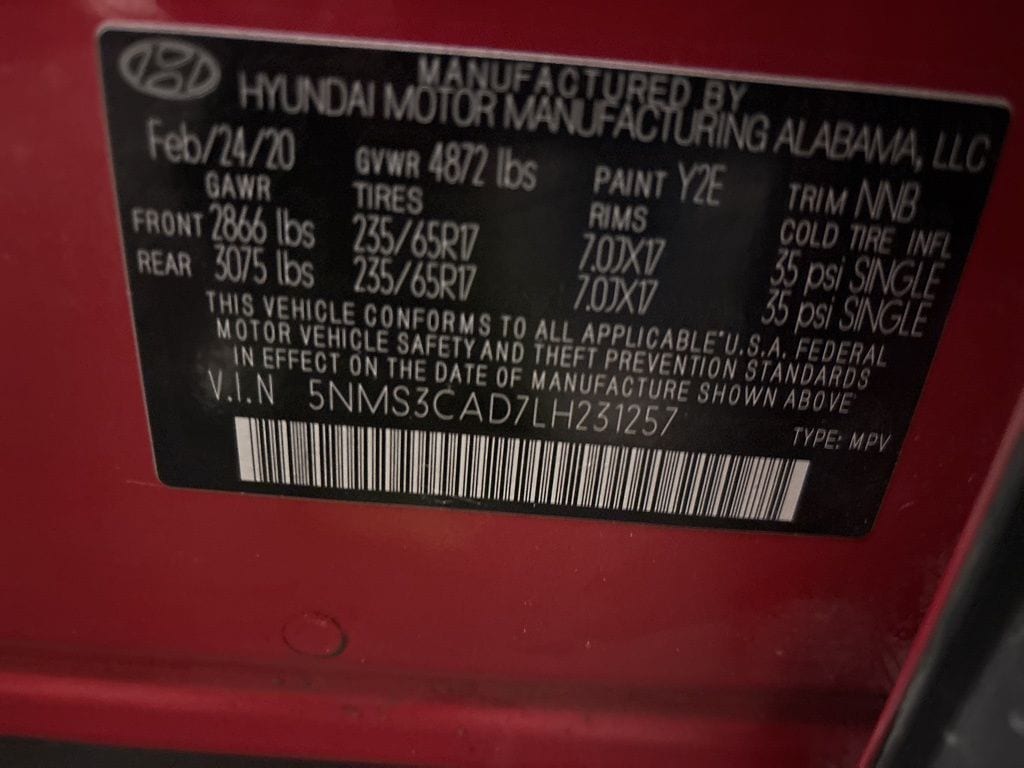 MANUFACTURED BY
HYUNDAI MOTOR MANUFACTURING ALABAMA, LLC
Feb/24/20 GVWR 4872 lbs PAINT Y2E TRIM NNB
GAWR TIRES RIMS COLD TIRE INFL
FRONT 2866 lbs 235/65R17 7.0JX17 35 psi SINGLE
REAR 3075 lbs 235/65R17 7.0JX17 35 psi SINGLE
THIS VEHICLE CONFORMS TO ALL APPLICABLE U.S.A. FEDERAL
MOTOR VEHICLE SAFETY AND THEFT PREVENTION STANDARDS
IN EFFECT ON THE DATE OF MANUFACTURE SHOWN ABOVE
V.I.N 5NMS3CAD7LH231257
TYPE: MPV